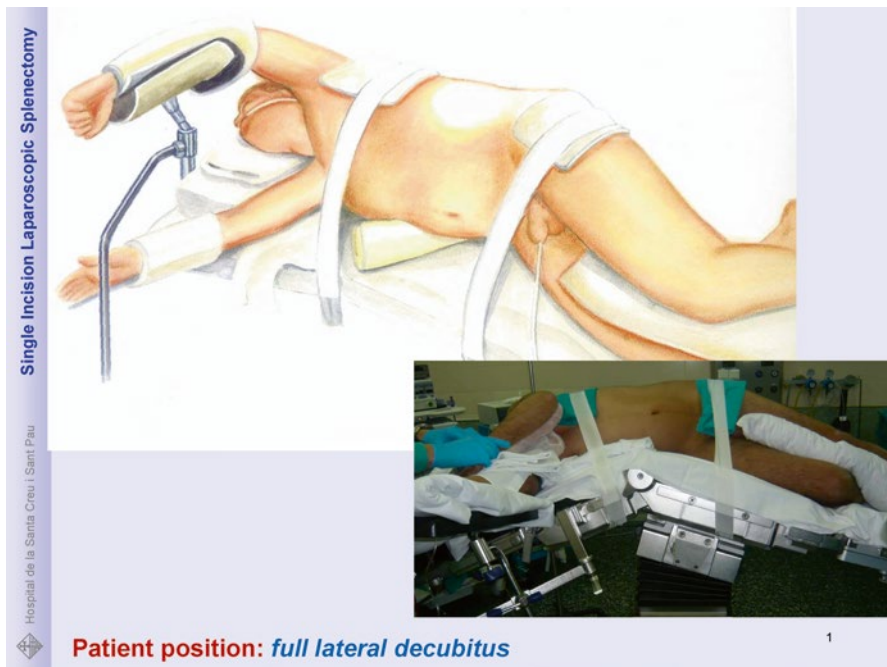 Single Incision Laparoscopic Splenectomy
Hospital de la Santa Creu i Sant Pau
Patient position: full lateral decubitus
1